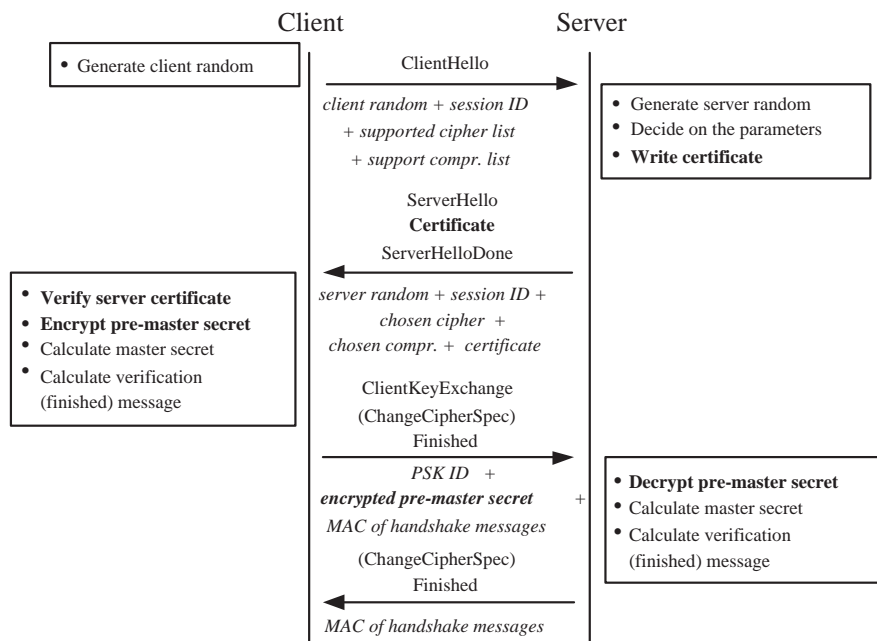 Client
Server
• Generate client random
ClientHello
client random + session ID
+ supported cipher list
+ support compr. list
• Generate server random
• Decide on the parameters
• Write certificate
ServerHello
Certificate
ServerHelloDone
server random + session ID +
chosen cipher +
chosen compr. + certificate
• Verify server certificate
• Encrypt pre-master secret
• Calculate master secret
• Calculate verification
(finished) message
ClientKeyExchange
(ChangeCipherSpec)
Finished
PSK ID +
encrypted pre-master secret +
MAC of handshake messages
• Decrypt pre-master secret
• Calculate master secret
• Calculate verification
(finished) message
(ChangeCipherSpec)
Finished
MAC of handshake messages